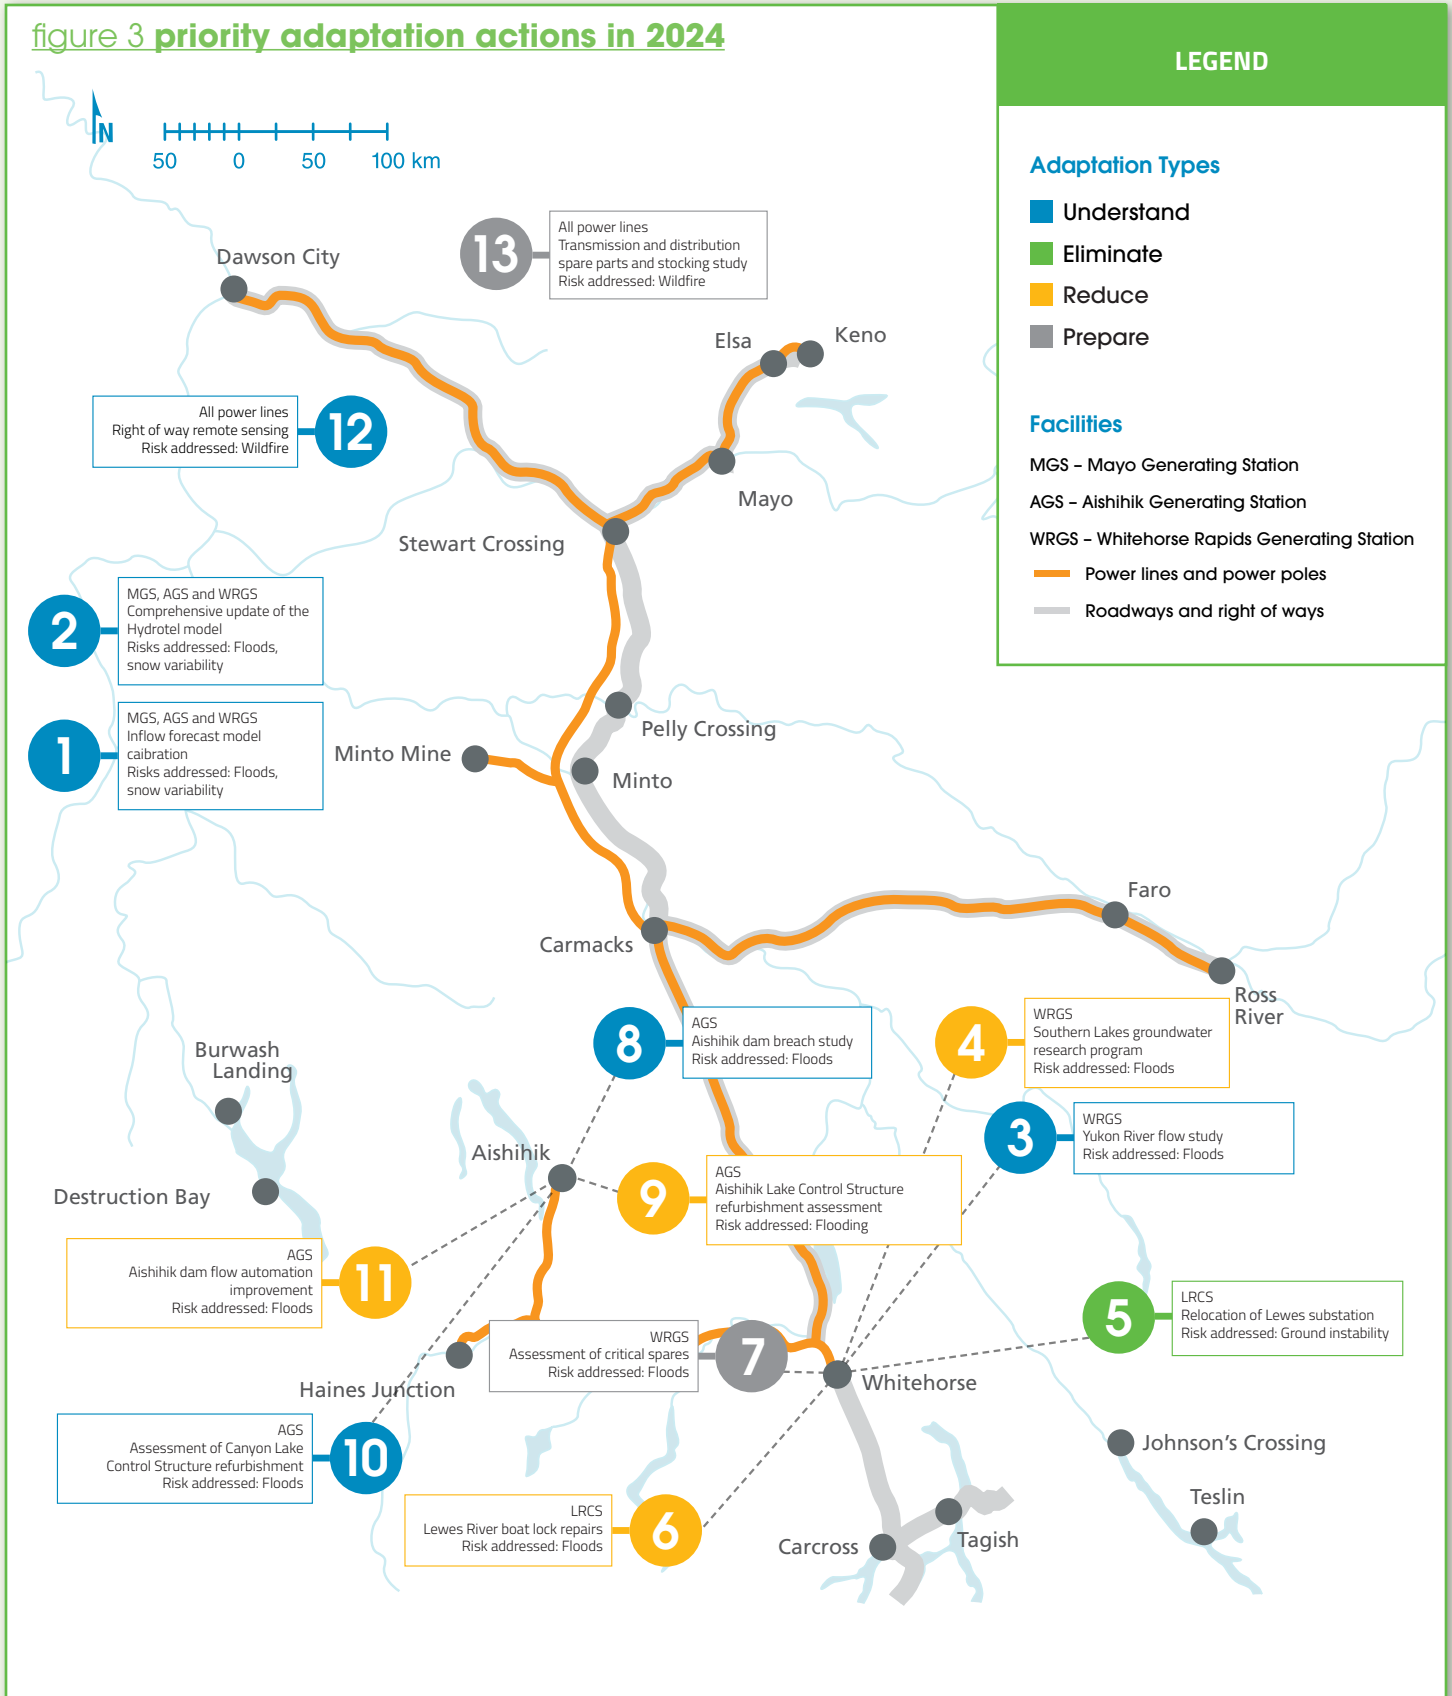 figure 3 priority adaptation actions in 2024
LEGEND
N
50 0 50 100 km
Adaptation Types
Understand
Eliminate
Reduce
Prepare
Facilities
MGS – Mayo Generating Station
AGS – Aishihik Generating Station
WRGS – Whitehorse Rapids Generating Station
Power lines and power poles
Roadways and right of ways
13
All power lines
Transmission and distribution
spare parts and stocking study
Risk addressed: Wildfire
Dawson City
Elsa
Keno
All power lines
Right of way remote sensing
Risk addressed: Wildfire
12
Mayo
Stewart Crossing
2
MGS, AGS and WRGS
Comprehensive update of the
Hydrotel model
Risks addressed: Floods,
snow variability
1
MGS, AGS and WRGS
Inflow forecast model
caibration
Risks addressed: Floods,
snow variability
Pelly Crossing
Minto Mine
Minto
Faro
Carmacks
Ross
River
8
AGS
Aishihik dam breach study
Risk addressed: Floods
4
WRGS
Southern Lakes groundwater
research program
Risk addressed: Floods
Burwash
Landing
3
WRGS
Yukon River flow study
Risk addressed: Floods
Aishihik
Destruction Bay
9
AGS
Aishihik Lake Control Structure
refurbishment assessment
Risk addressed: Flooding
AGS
Aishihik dam flow automation
improvement
Risk addressed: Floods
11
5
LRCS
Relocation of Lewes substation
Risk addressed: Ground instability
WRGS
Assessment of critical spares
Risk addressed: Floods
7
Haines Junction
Whitehorse
AGS
Assessment of Canyon Lake
Control Structure refurbishment
Risk addressed: Floods
10
Johnson's Crossing
Teslin
LRCS
Lewes River boat lock repairs
Risk addressed: Floods
6
Carcross
Tagish